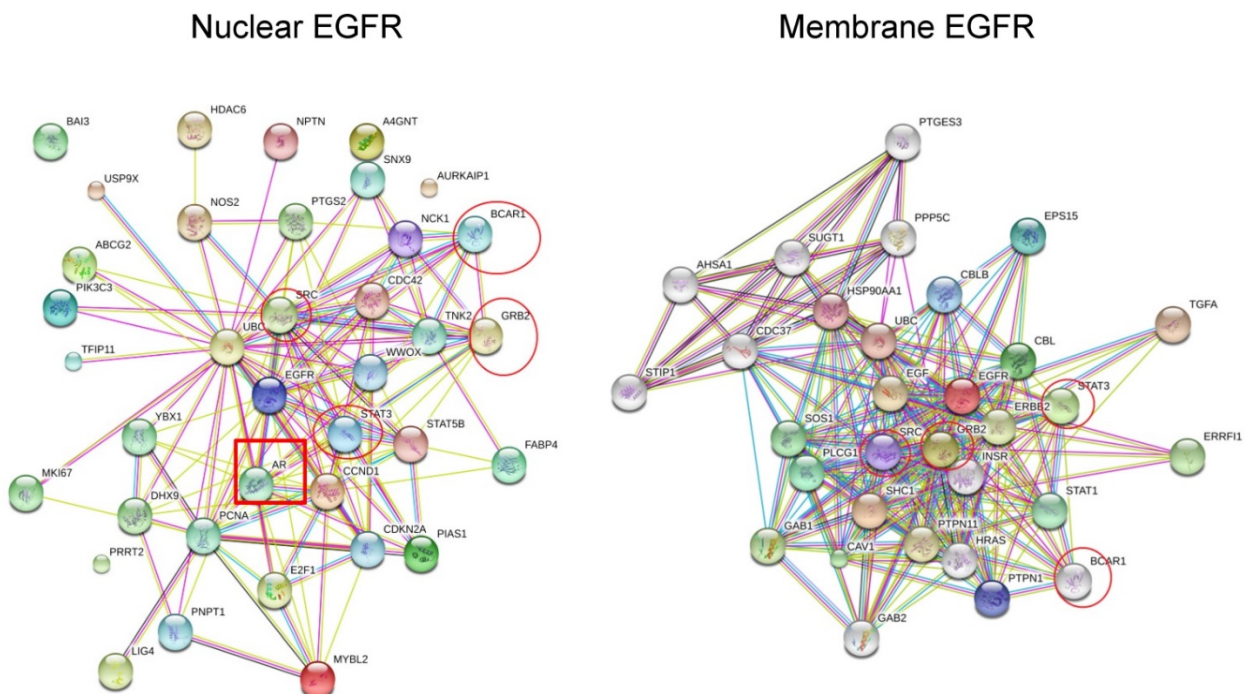 Nuclear EGFR
BAI3
HDAC6
NPTN
A4GNT
SNX9
USP9X
AURKAIP1
NOS2
PTGS2
NCK1
BCAR1
ABCG2
PIK3C3
SRC
CDC42
TNK2
GRB2
UBC
TFIP11
WWOX
EGFR
STAT3
STAT5B
YBX1
FABP4
AR
CCND1
MKI67
DHX9
PCNA
CDKN2A
PIAS1
PRRT2
E2F1
PNPT1
LIG4
MYBL2
Membrane EGFR
PTGES3
PPP5C
EPS15
SUGT1
AHSA1
CBLB
HSP90AA1
TGFA
UBC
CDC37
CBL
STIP1
EGF
EGFR
STAT3
ERBB2
SOS1
SRC
GRB2
ERRFI1
PLCG1
INSR
SHC1
STAT1
GAB1
PTPN11
CAV1
HRAS
BCAR1
PTPN1
GAB2